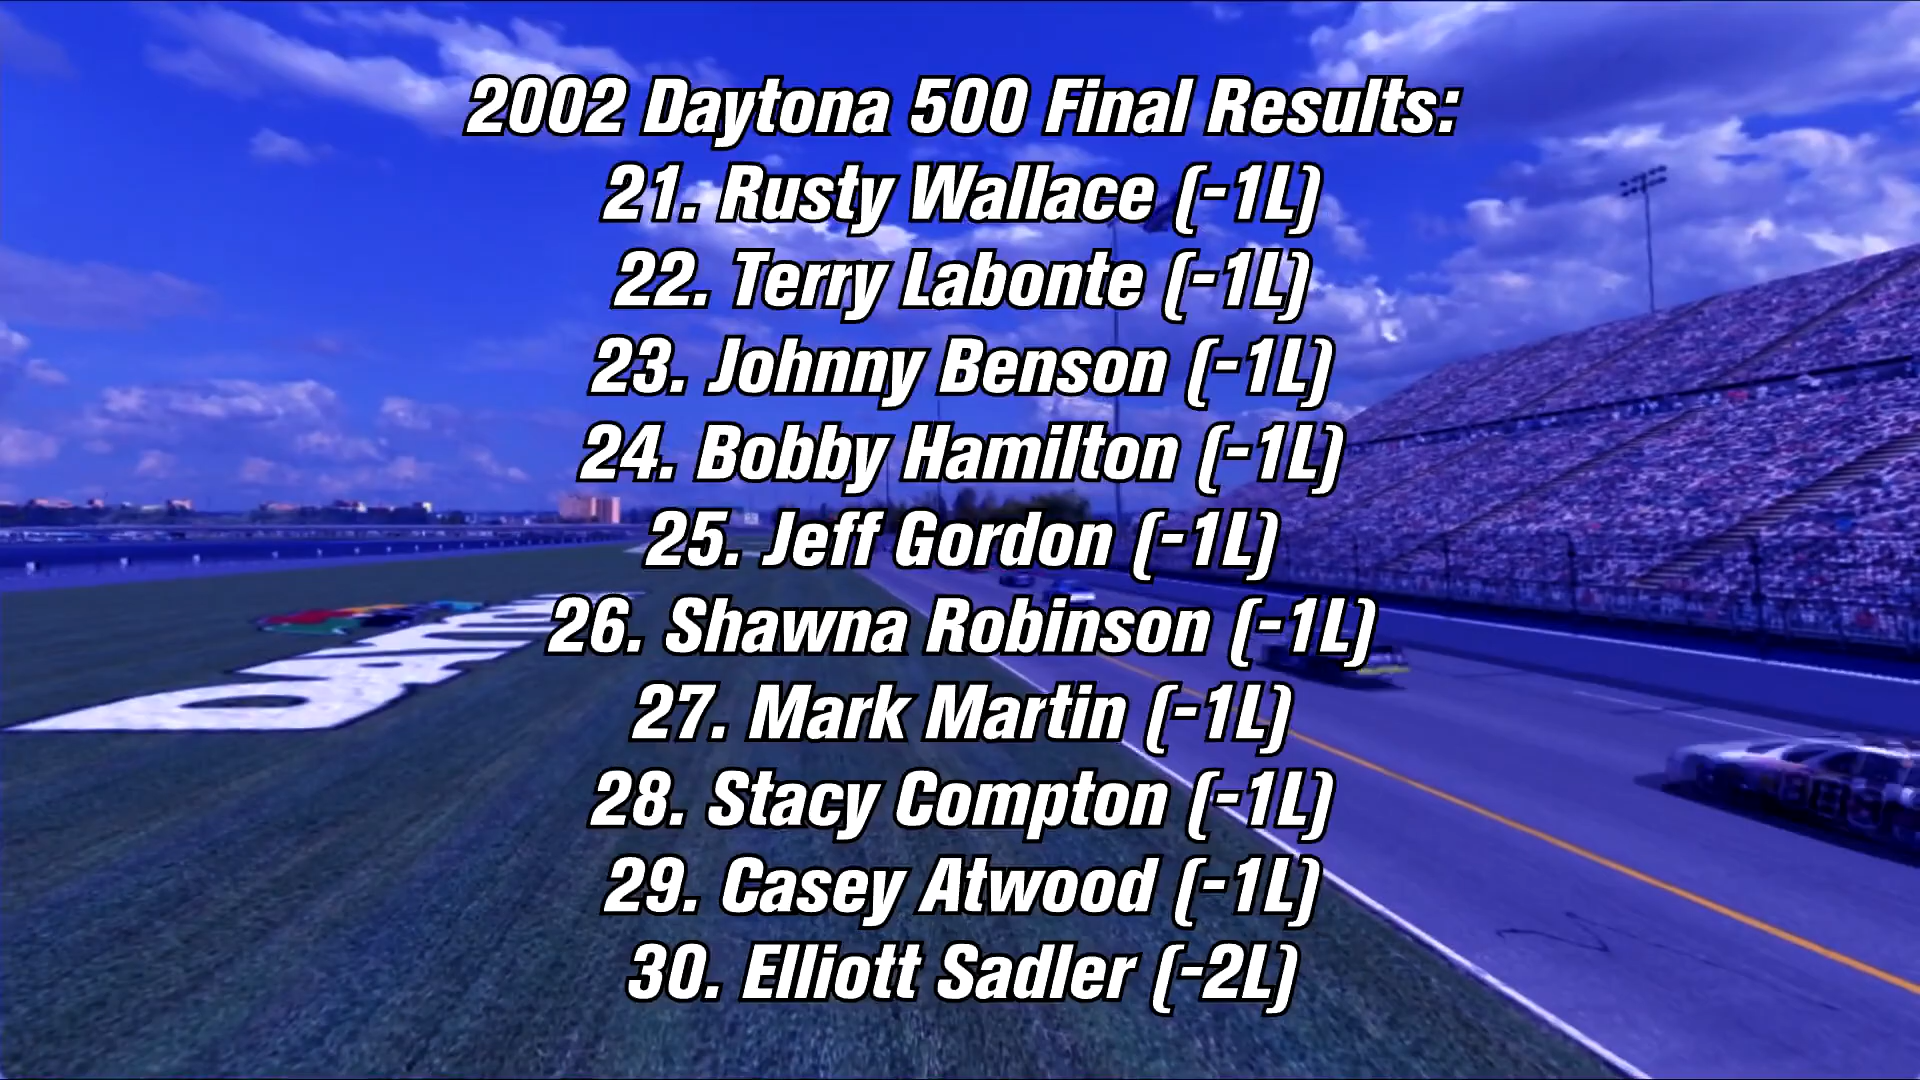 2002 Daytona 500 Final Results:
21. Rusty Wallace (-1L)
22. Terry Labonte (-1L)
23. Johnny Benson (-1L)
24. Bobby Hamilton (-1L)
25. Jeff Gordon (-1L)
26. Shawna Robinson (-1L)
27. Mark Martin (-1L)
28. Stacy Compton (-1L)
29. Casey Atwood (-1L)
30. Elliott Sadler (-2L)